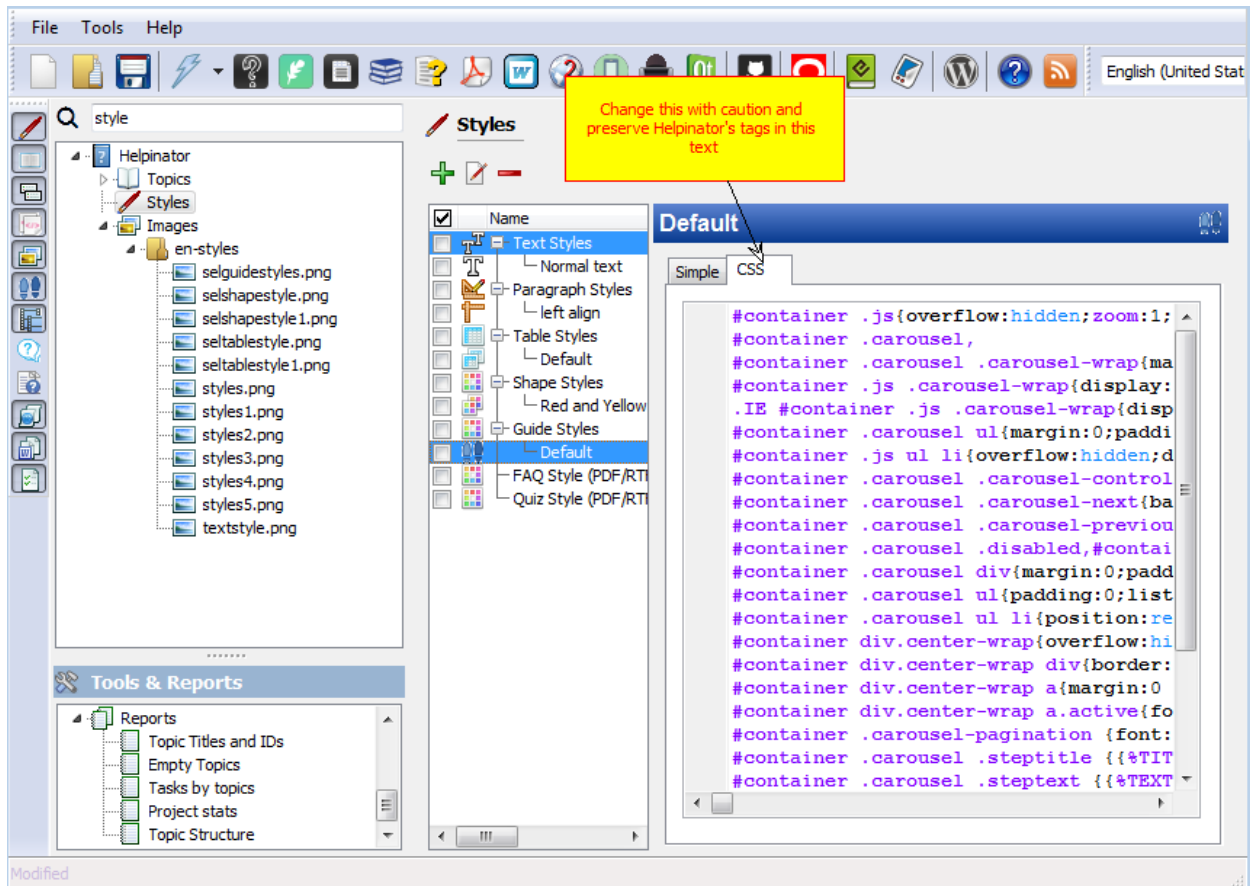 File Tools Help
English (United Stat
style
Helpinator
Topics
Styles
Images
en-styles
selguidestyles.png
selshapestyle.png
selshapestyle1.png
seltablestyle.png
seltablestyle1.png
styles.png
styles1.png
styles2.png
styles3.png
styles4.png
styles5.png
textstyle.png
Tools & Reports
Reports
Topic Titles and IDs
Empty Topics
Tasks by topics
Project stats
Topic Structure
Styles
Change this with caution and
preserve Helpinator's tags in this
text
Name
Text Styles
Normal text
Paragraph Styles
left align
Table Styles
Default
Shape Styles
Red and Yellow
Guide Styles
Default
FAQ Style (PDF/RTI
Quiz Style (PDF/RTI
Default
Simple CSS
#container .js{overflow:hidden;zoom:1;
#container .carousel,
#container .carousel .carousel-wrap{ma
#container .js .carousel-wrap{display:
.IE #container .js .carousel-wrap{disp
#container .carousel ul{margin:0;paddi
#container .js ul li{overflow:hidden;d
#container .carousel .carousel-control
#container .carousel .carousel-next{ba
#container .carousel .carousel-previou
#container .carousel .disabled,#contai
#container .carousel div{margin:0;padd
#container .carousel ul{padding:0;list
#container .carousel ul li{position:re
#container div.center-wrap{overflow:hi
#container div.center-wrap div{border:
#container div.center-wrap a{margin:0
#container div.center-wrap a.active{fo
#container .carousel-pagination {font:
#container .carousel .steptitle {{%TIT
#container .carousel .steptext {{%TEXT
Modified